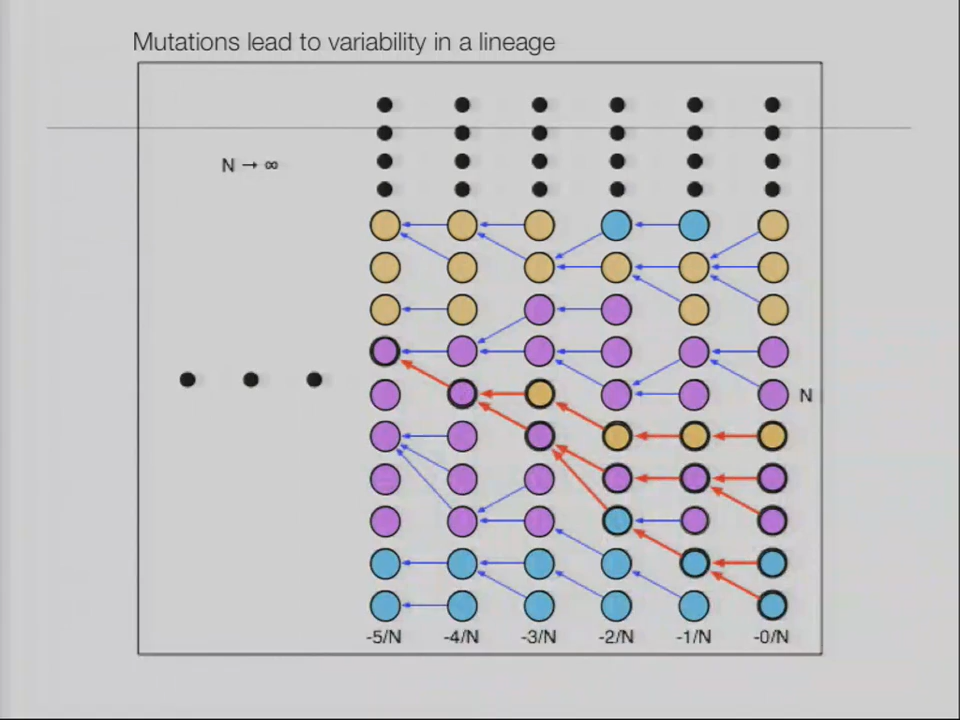 Mutations lead to variability in a lineage
N → ∞
N
-5/N -4/N -3/N -2/N -1/N -0/N